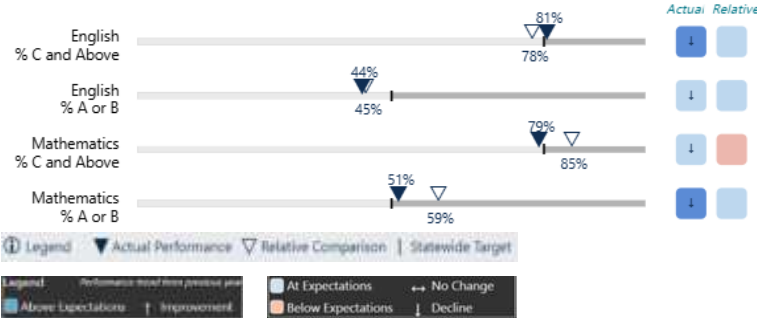 Actual Relative
81%
English
% C and Above
↓
78%
44%
English
% A or B
↓
45%
79%
Mathematics
% C and Above
↓
85%
51%
Mathematics
% A or B
↓
59%
Legend Actual Performance Relative Comparison | Statewide Target
Legend Performance trend from previous year
Above Expectations ↑ Improvement
At Expectations ↔ No Change
Below Expectations ↓ Decline